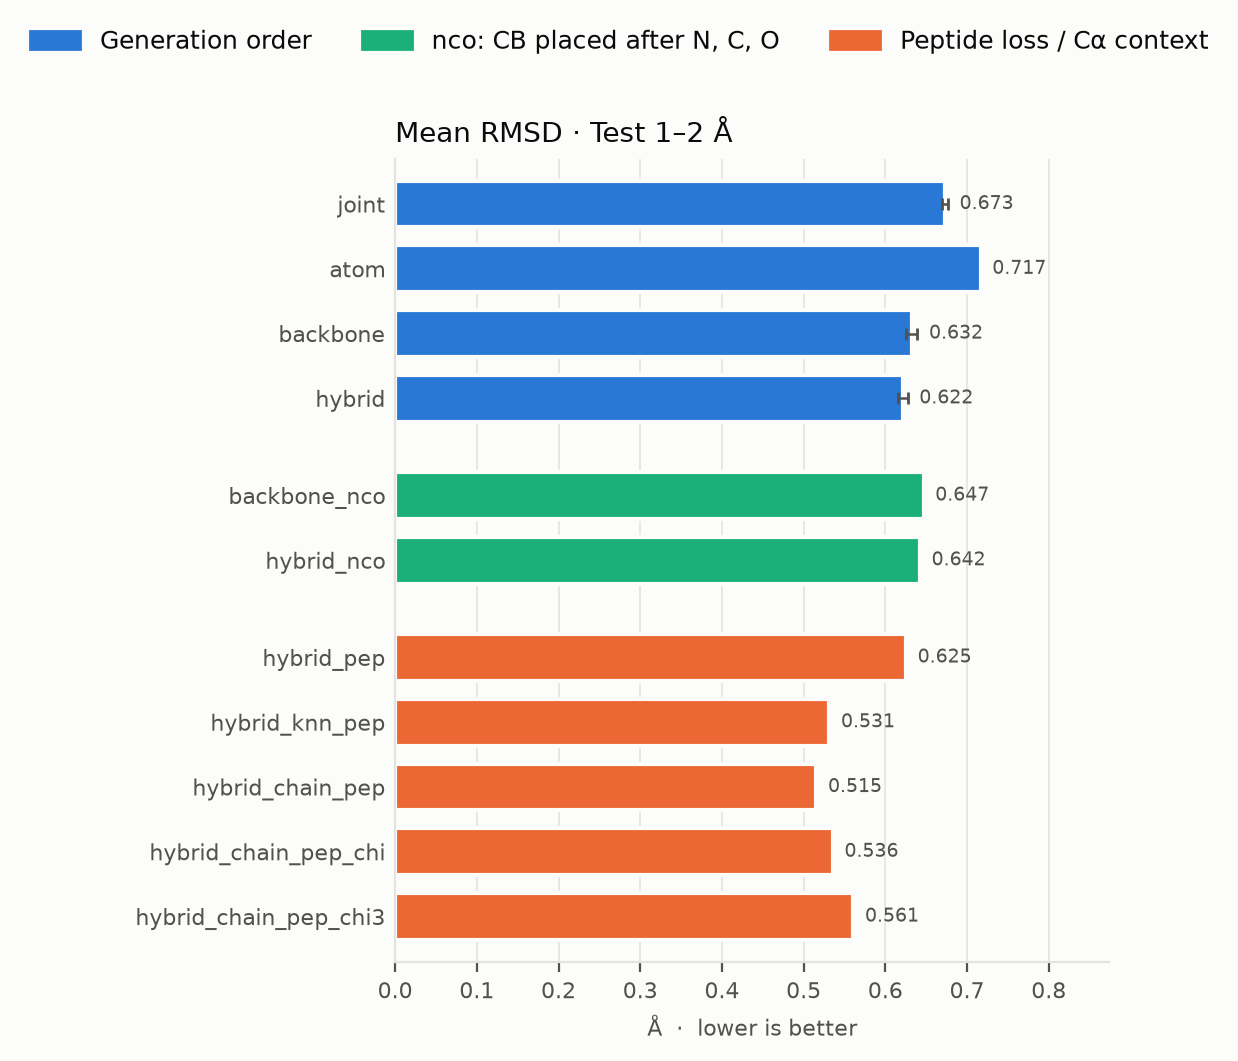 Generation order
nco: CB placed after N, C, O
Peptide loss / Cα context
Mean RMSD · Test 1–2 Å
joint 0.673
atom 0.717
backbone 0.632
hybrid 0.622
backbone_nco 0.647
hybrid_nco 0.642
hybrid_pep 0.625
hybrid_knn_pep 0.531
hybrid_chain_pep 0.515
hybrid_chain_pep_chi 0.536
hybrid_chain_pep_chi3 0.561
0.0 0.1 0.2 0.3 0.4 0.5 0.6 0.7 0.8
Å · lower is better